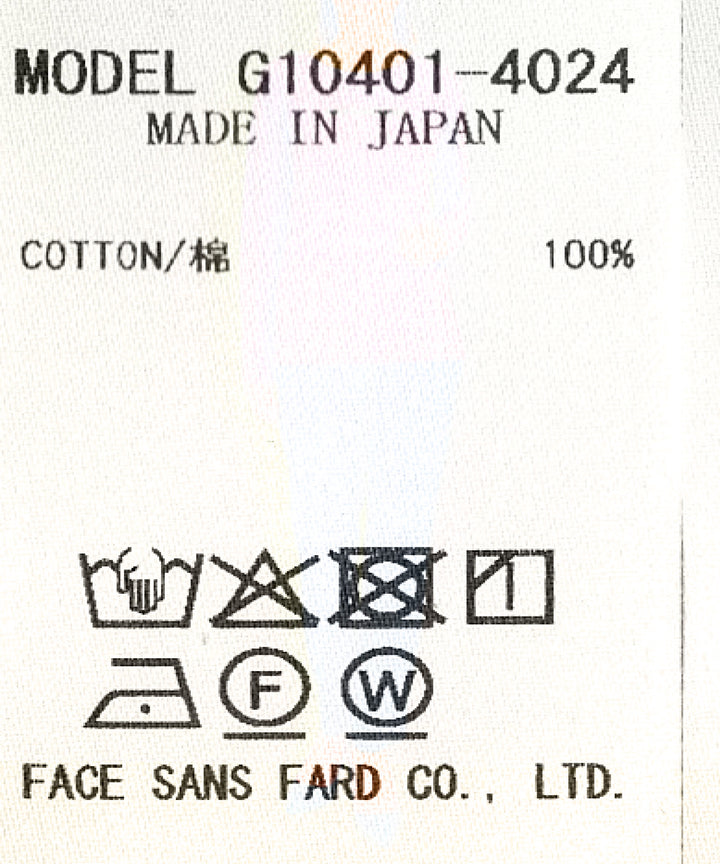 MODEL G10401-4024
MADE IN JAPAN
COTTON/棉 100%
F W
FACE SANS FARD CO., LTD.